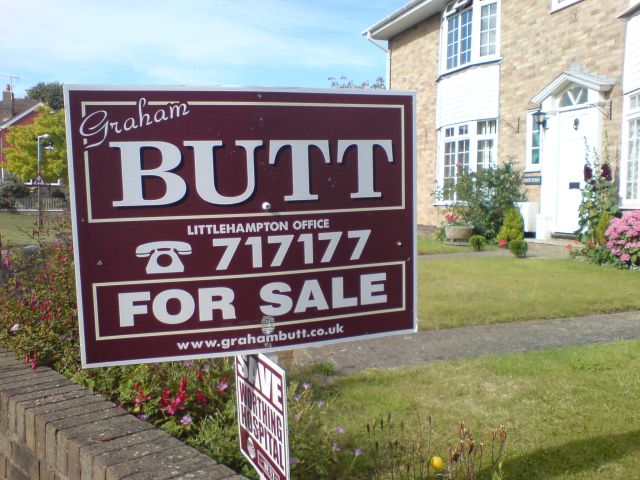 Graham
BUTT
LITTLEHAMPTON OFFICE
717177
FOR SALE
www.grahambutt.co.uk
SAVE
WORTHING
HOSPITAL